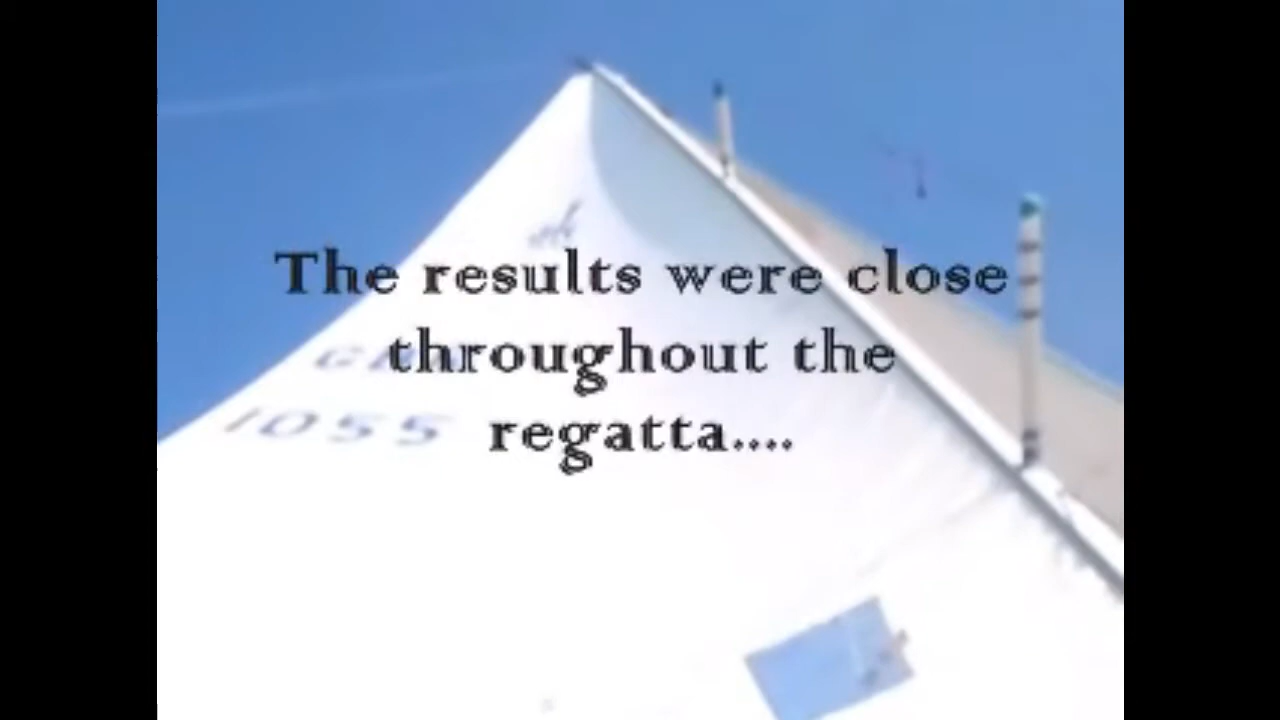 The results were close
throughout the
regatta....
1055